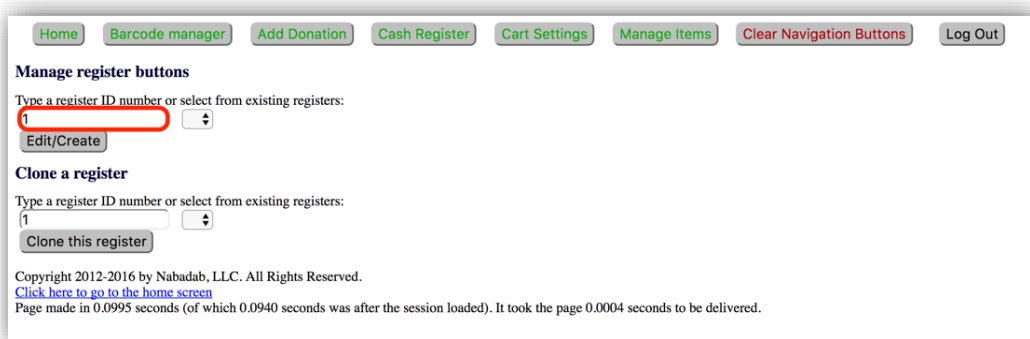 Home Barcode manager Add Donation Cash Register Cart Settings Manage Items Clear Navigation Buttons Log Out
Manage register buttons
Type a register ID number or select from existing registers:
1
Edit/Create
Clone a register
Type a register ID number or select from existing registers:
1
Clone this register
Copyright 2012-2016 by Nabadab, LLC. All Rights Reserved.
Click here to go to the home screen
Page made in 0.0995 seconds (of which 0.0940 seconds was after the session loaded). It took the page 0.0004 seconds to be delivered.